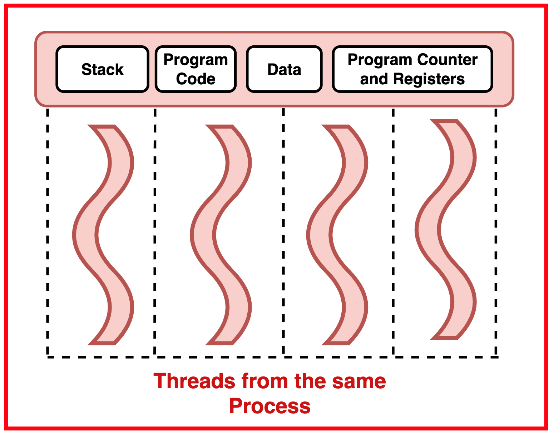 Stack
Program
Code
Data
Program Counter
and Registers
Threads from the same
Process